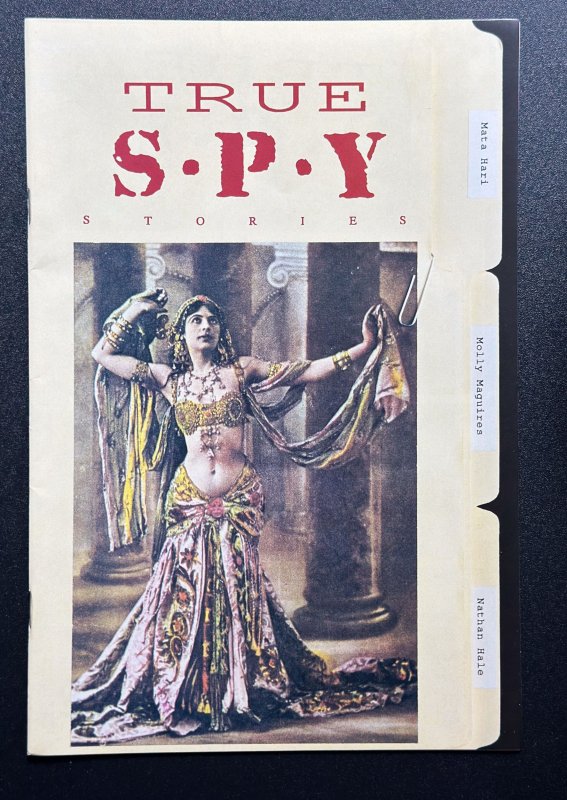 TRUE
S·P·Y
STORIES
Mata Hari
Molly Maguires
Nathan Hale